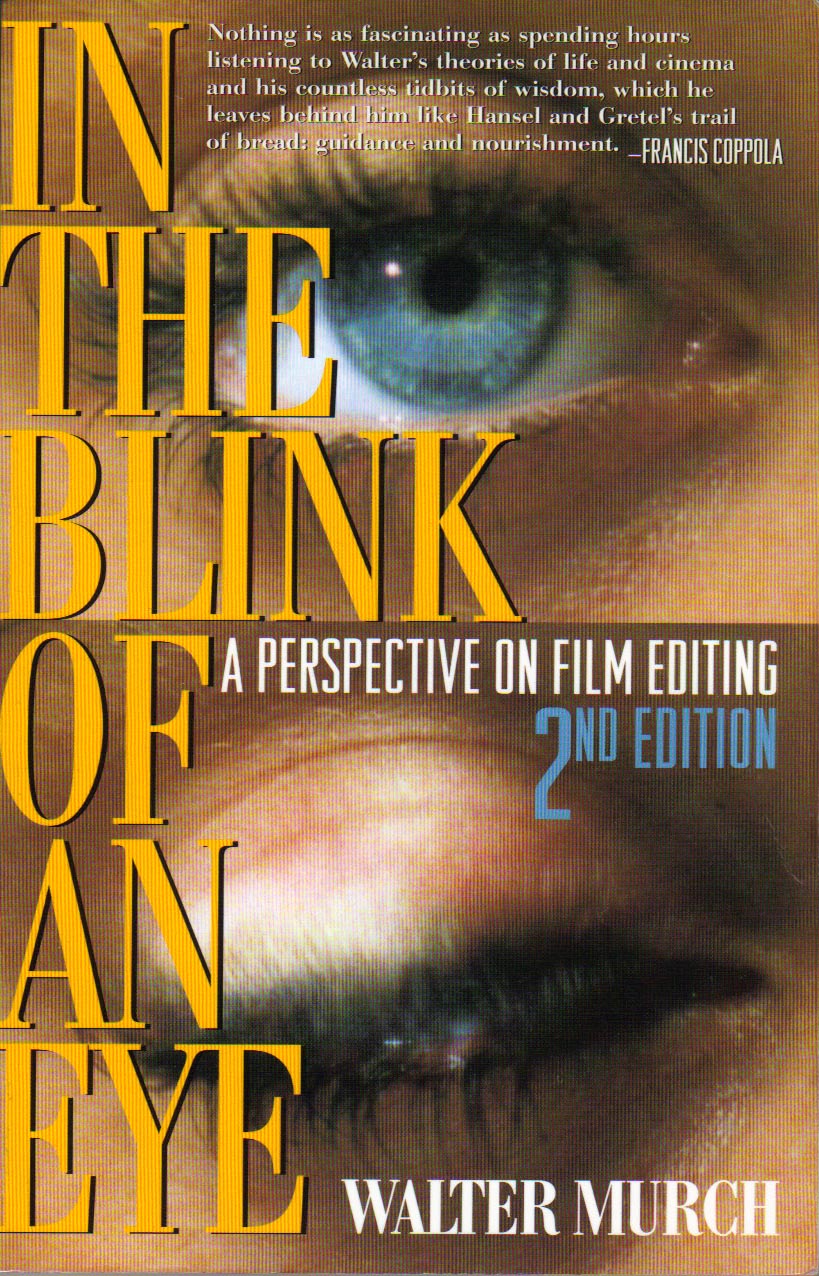 Nothing is as fascinating as spending hours
listening to Walter's theories of life and cinema
and his countless tidbits of wisdom, which he
leaves behind him like Hansel and Gretel's trail
of bread: guidance and nourishment. –FRANCIS COPPOLA
IN
THE
BLINK
OF
AN
EYE
A PERSPECTIVE ON FILM EDITING
2ND EDITION
WALTER MURCH